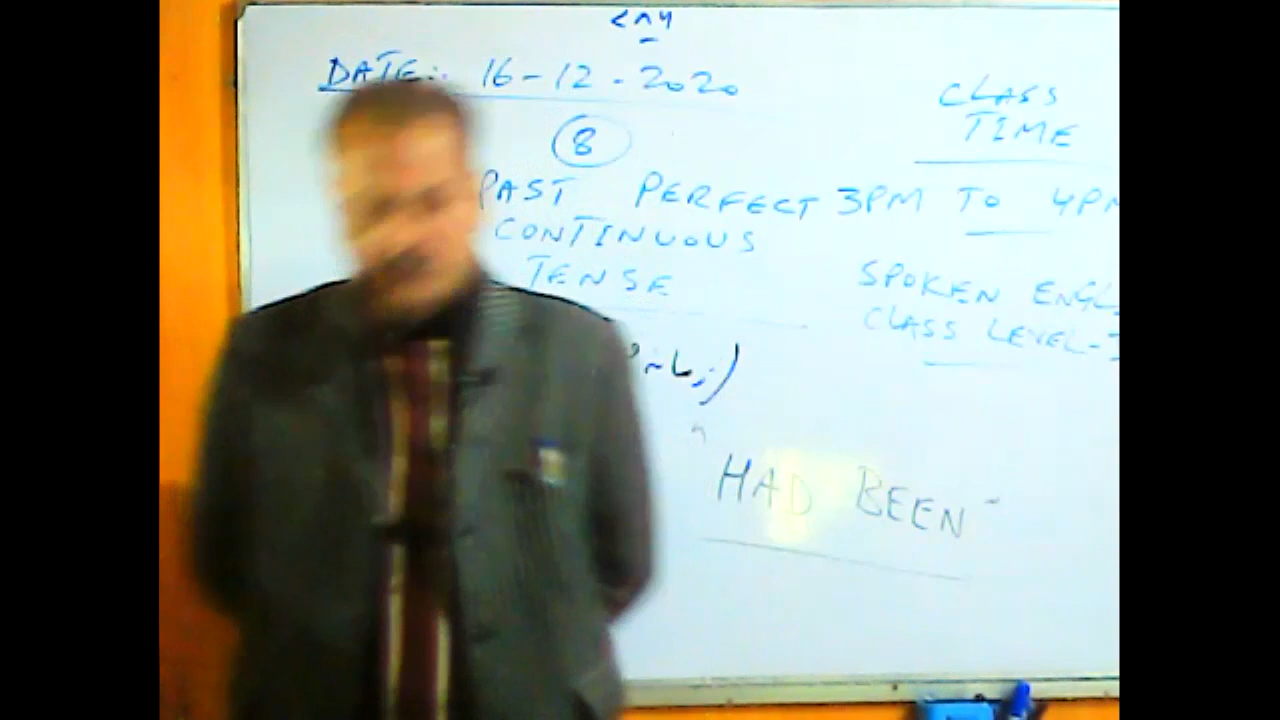 DATE:- 16-12-2020
8
PAST PERFECT
CONTINUOUS
TENSE
CLASS
TIME
3PM TO 4PM
SPOKEN ENGL
CLASS LEVEL-
HAD BEEN